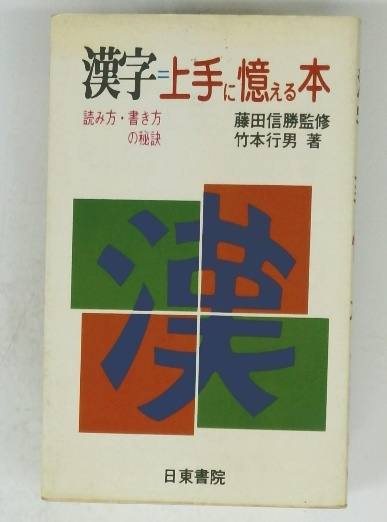 漢字=上手に憶える本
読み方・書き方
の秘訣
藤田信勝監修
竹本行男 著
漢
日東書院